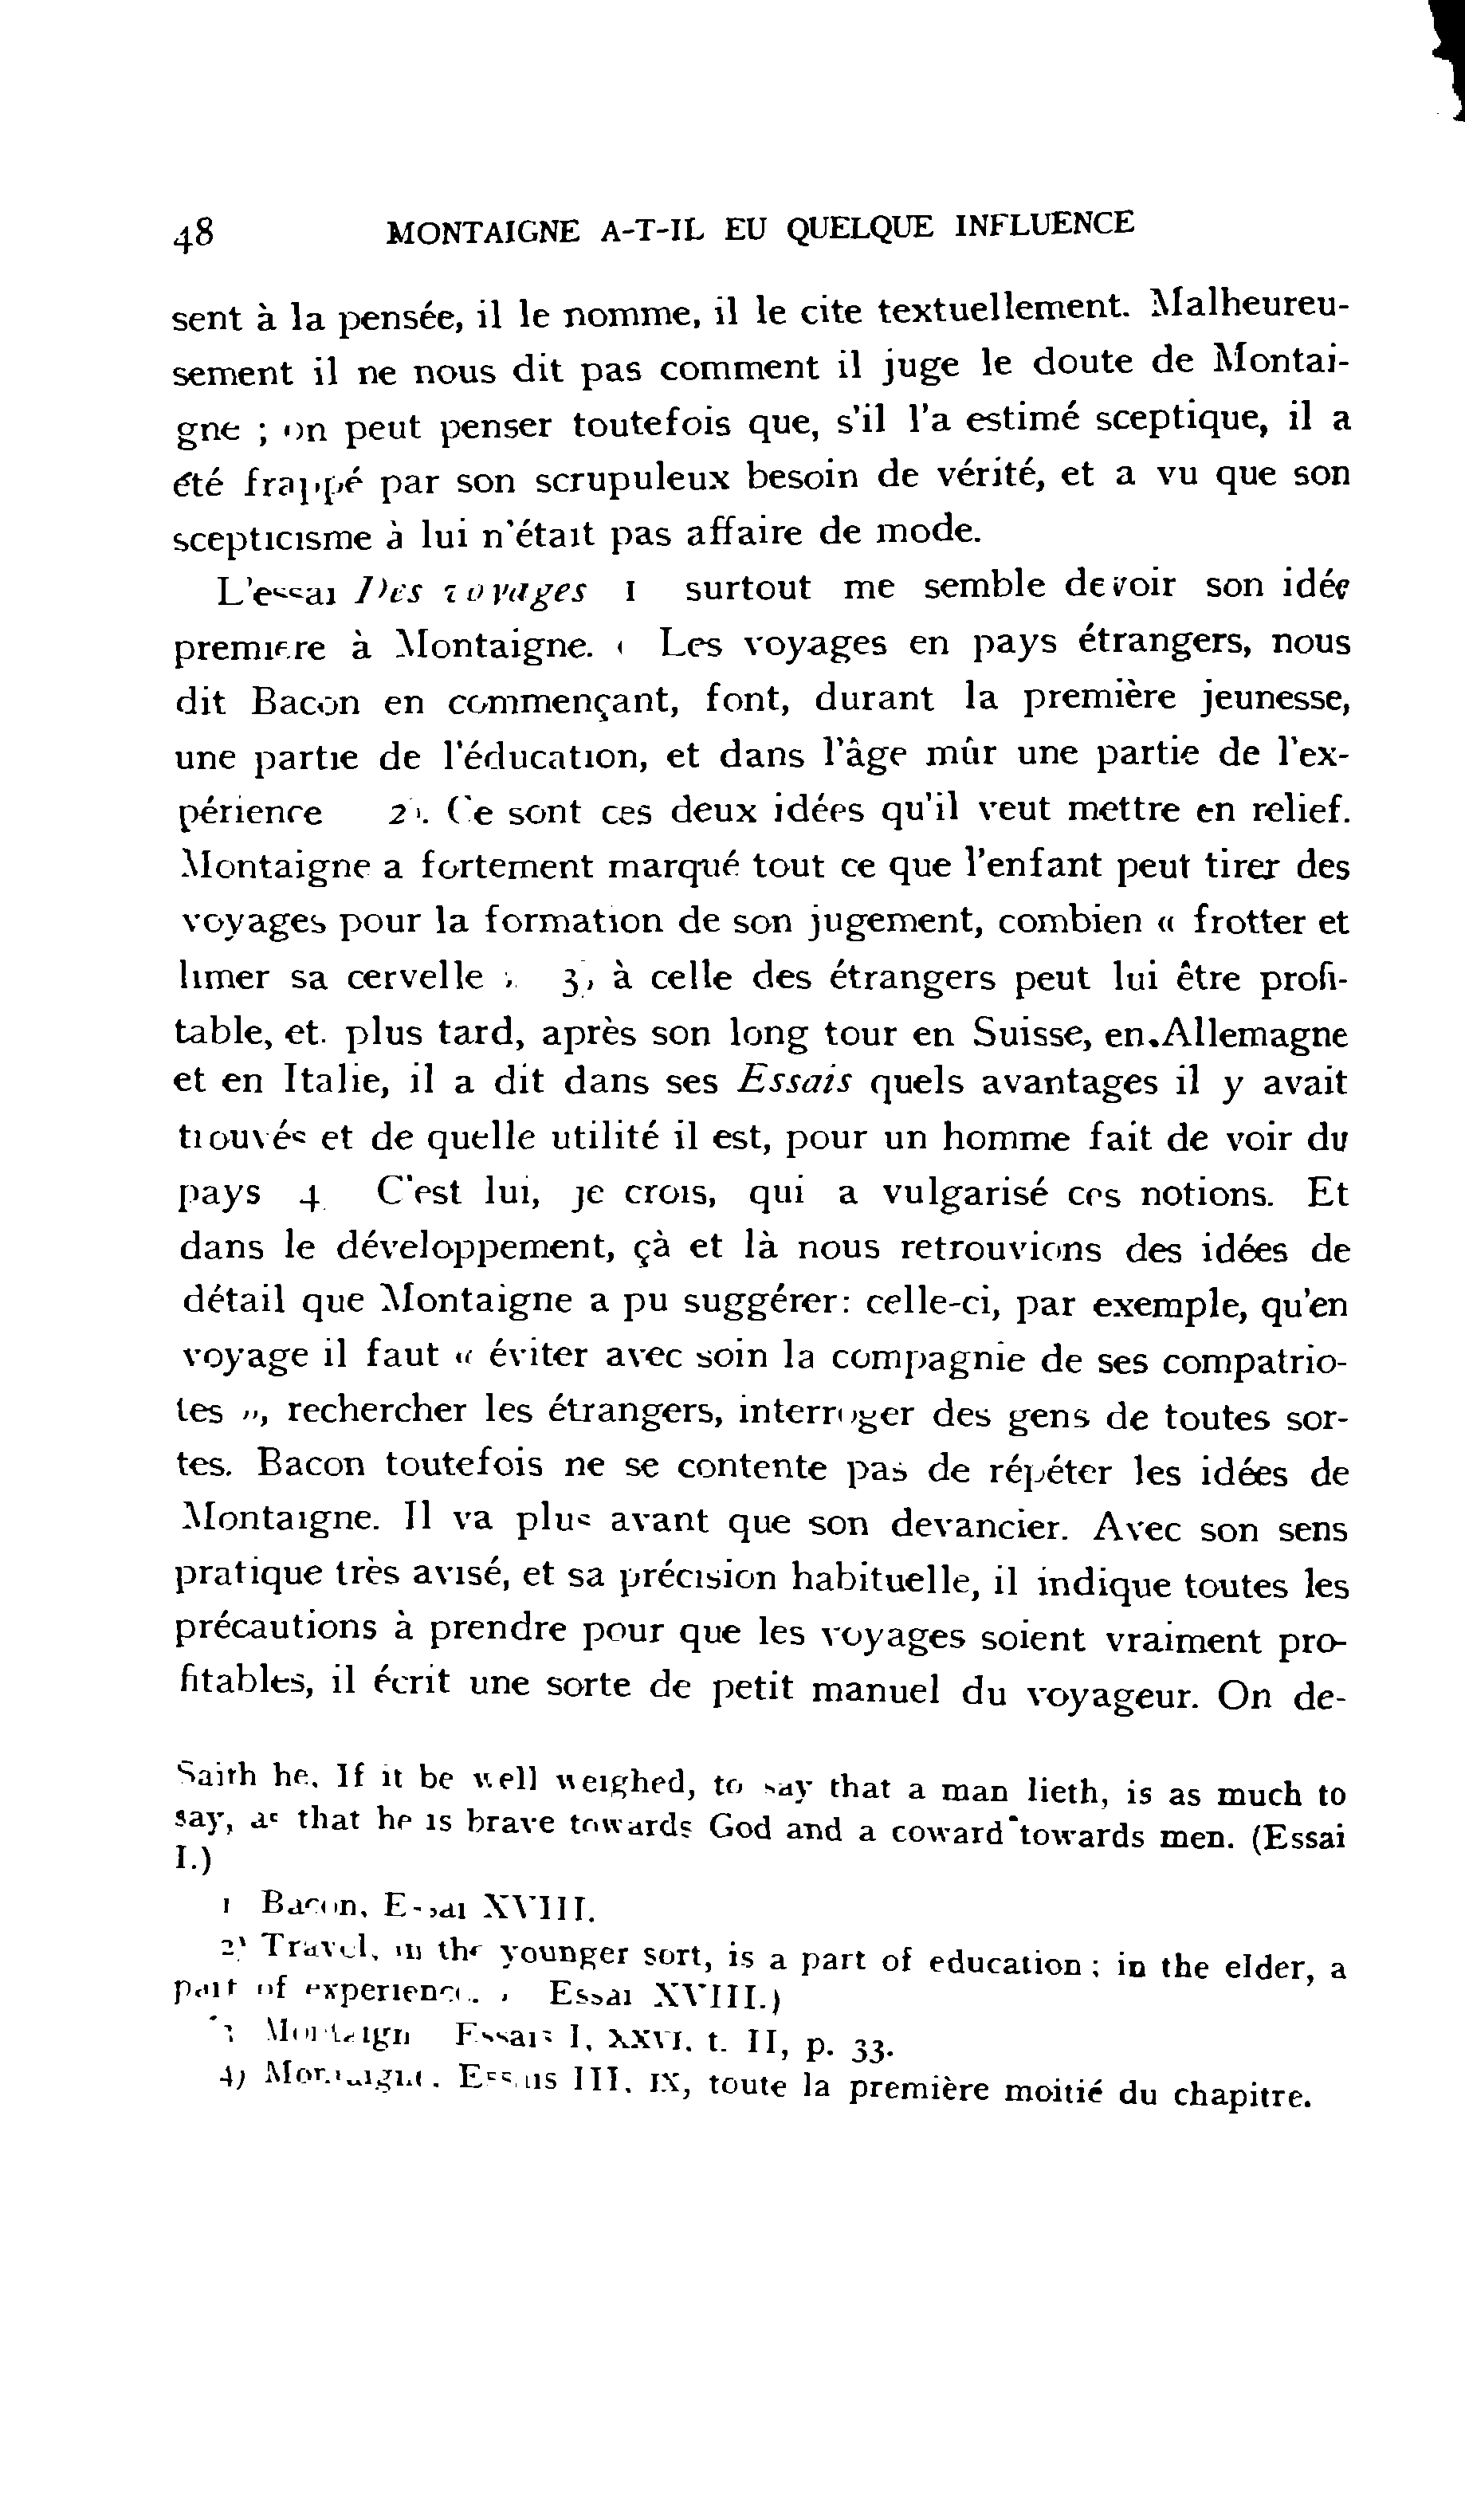 48 MONTAIGNE A-T-IL EU QUELQUE INFLUENCE
sent à la pensée, il le nomme, il le cite textuellement. Malheureu-
sement il ne nous dit pas comment il juge le doute de Montai-
gne ; on peut penser toutefois que, s'il l'a estimé sceptique, il a
été frappé par son scrupuleux besoin de vérité, et a vu que son
scepticisme à lui n'était pas affaire de mode.
L'essai Des voyages 1 surtout me semble devoir son idée
première à Montaigne. « Les voyages en pays étrangers, nous
dit Bacon en commençant, font, durant la première jeunesse,
une partie de l'éducation, et dans l'âge mûr une partie de l'ex-
périence 2). Ce sont ces deux idées qu'il veut mettre en relief.
Montaigne a fortement marqué tout ce que l'enfant peut tirer des
voyages pour la formation de son jugement, combien « frotter et
limer sa cervelle » 3), à celle des étrangers peut lui être profi-
table, et. plus tard, après son long tour en Suisse, en Allemagne
et en Italie, il a dit dans ses Essais quels avantages il y avait
trouvés et de quelle utilité il est, pour un homme fait de voir du
pays 4. C'est lui, je crois, qui a vulgarisé ces notions. Et
dans le développement, çà et là nous retrouvions des idées de
détail que Montaigne a pu suggérer: celle-ci, par exemple, qu'en
voyage il faut « éviter avec soin la compagnie de ses compatrio-
tes », rechercher les étrangers, interroger des gens de toutes sor-
tes. Bacon toutefois ne se contente pas de répéter les idées de
Montaigne. Il va plus avant que son devancier. Avec son sens
pratique très avisé, et sa précision habituelle, il indique toutes les
précautions à prendre pour que les voyages soient vraiment pro-
fitables, il écrit une sorte de petit manuel du voyageur. On de-
Saith he, If it be well weighed, to say that a man lieth, is as much to
say, as that he is brave towards God and a coward towards men. (Essai
I.)
1 Bacon, Essai XVIII.
2) Travel, in the younger sort, is a part of education ; in the elder, a
part of experience. Essai XVIII.)
3 Montaigne Essais I, XXVI. t. II, p. 33.
4) Montaigne. Essais III, IX, toute la première moitié du chapitre.